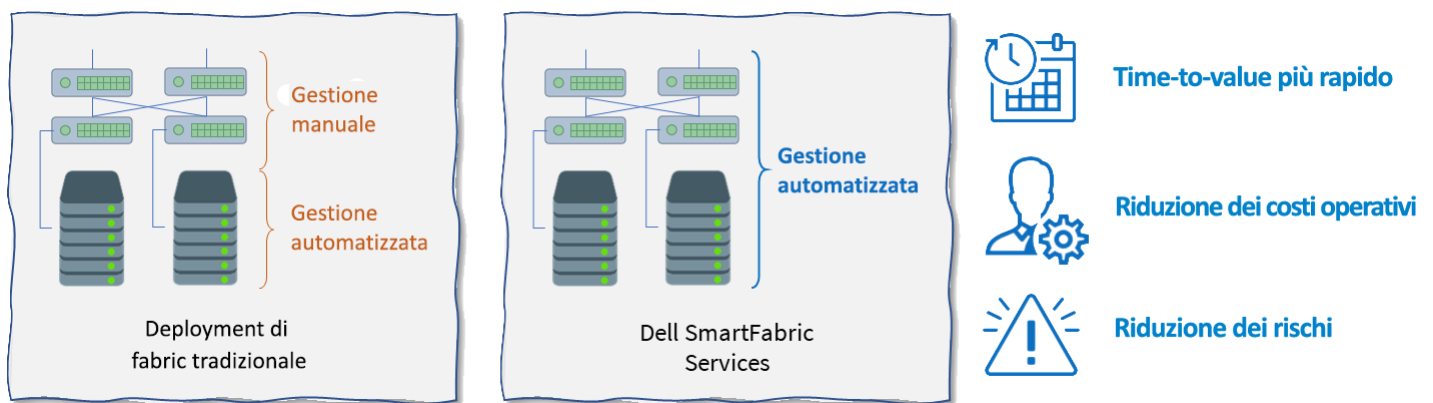 Gestione
manuale
Gestione
automatizzata
Deployment di
fabric tradizionale
Gestione
automatizzata
Dell SmartFabric
Services
Time-to-value più rapido
Riduzione dei costi operativi
Riduzione dei rischi